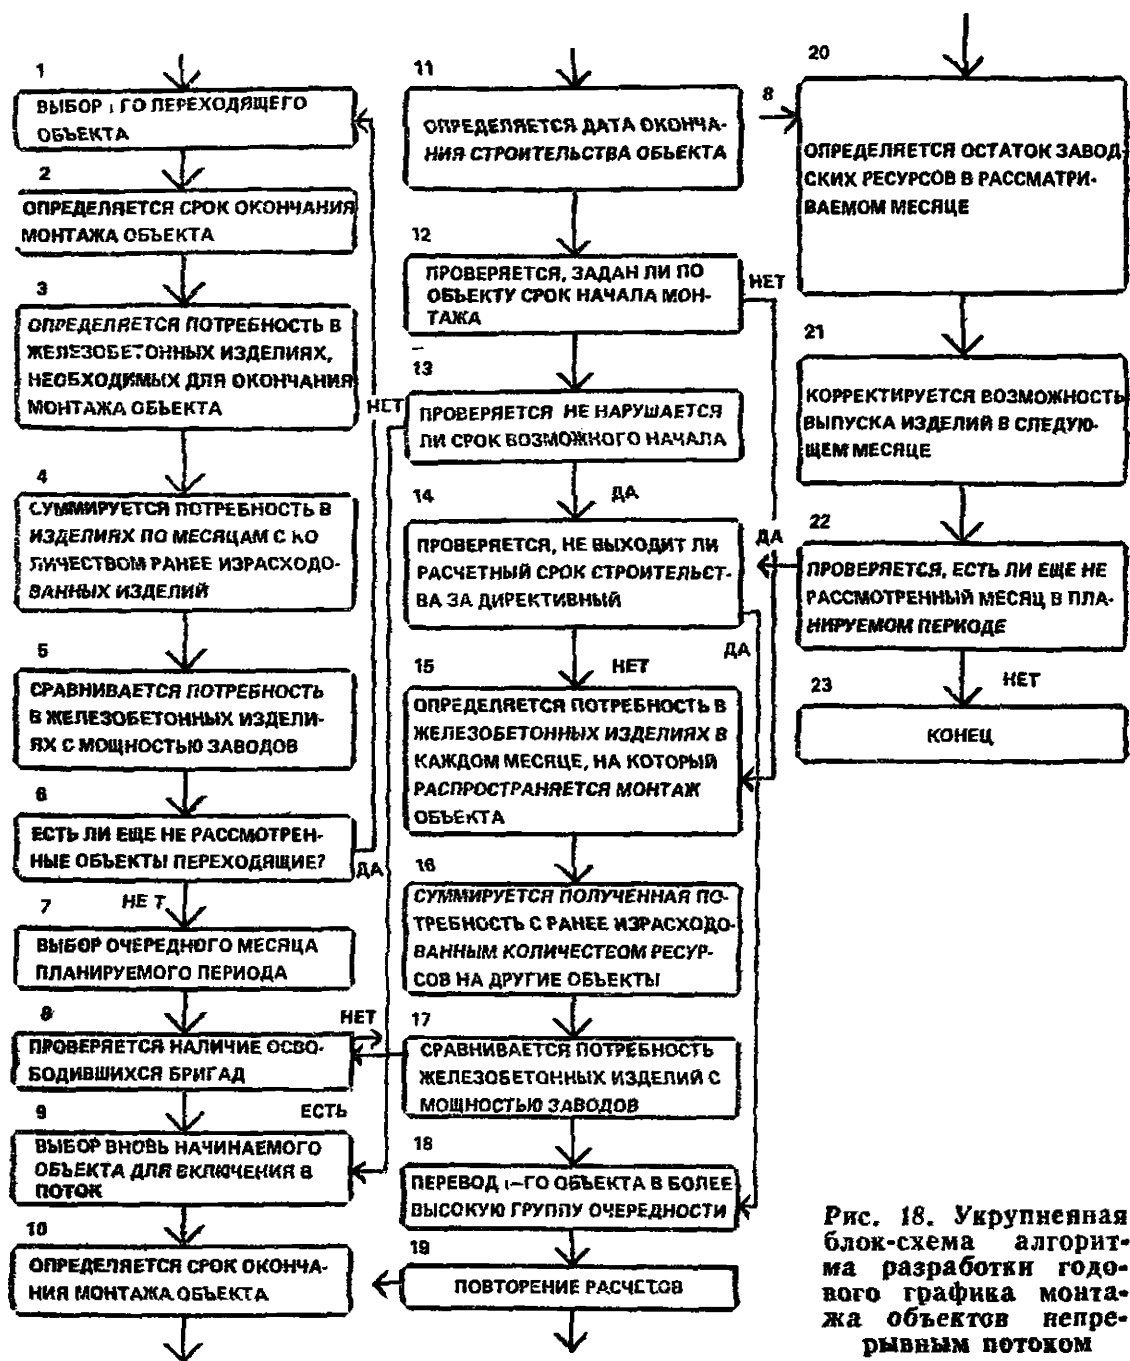 1
ВЫБОР i ГО ПЕРЕХОДЯЩЕГО
ОБЪЕКТА
2
ОПРЕДЕЛЯЕТСЯ СРОК ОКОНЧАНИЯ
МОНТАЖА ОБЪЕКТА
3
ОПРЕДЕЛЯЕТСЯ ПОТРЕБНОСТЬ В
ЖЕЛЕЗОБЕТОННЫХ ИЗДЕЛИЯХ,
НЕОБХОДИМЫХ ДЛЯ ОКОНЧАНИЯ
МОНТАЖА ОБЪЕКТА
НЕТ
4
СУММИРУЕТСЯ ПОТРЕБНОСТЬ В
ИЗДЕЛИЯХ ПО МЕСЯЦАМ С КО
ЛИЧЕСТВОМ РАНЕЕ ИЗРАСХОДО-
ВАННЫХ ИЗДЕЛИЙ
5
СРАВНИВАЕТСЯ ПОТРЕБНОСТЬ
В ЖЕЛЕЗОБЕТОННЫХ ИЗДЕЛИ-
ЯХ С МОЩНОСТЬЮ ЗАВОДОВ
6
ЕСТЬ ЛИ ЕЩЕ НЕ РАССМОТРЕН-
НЫЕ ОБЪЕКТЫ ПЕРЕХОДЯЩИЕ?
ДА
НЕТ
7
ВЫБОР ОЧЕРЕДНОГО МЕСЯЦА
ПЛАНИРУЕМОГО ПЕРИОДА
8
НЕТ
ПРОВЕРЯЕТСЯ НАЛИЧИЕ ОСВО-
БОДИВШИХСЯ БРИГАД
9
ЕСТЬ
ВЫБОР ВНОВЬ НАЧИНАЕМОГО
ОБЪЕКТА ДЛЯ ВКЛЮЧЕНИЯ В
ПОТОК
10
ОПРЕДЕЛЯЕТСЯ СРОК ОКОНЧА-
НИЯ МОНТАЖА ОБЪЕКТА
11
ОПРЕДЕЛЯЕТСЯ ДАТА ОКОНЧА-
НИЯ СТРОИТЕЛЬСТВА ОБЪЕКТА
12
ПРОВЕРЯЕТСЯ, ЗАДАН ЛИ ПО
ОБЪЕКТУ СРОК НАЧАЛА МОН-
ТАЖА
НЕТ
13
ПРОВЕРЯЕТСЯ НЕ НАРУШАЕТСЯ
ЛИ СРОК ВОЗМОЖНОГО НАЧАЛА
14
ДА
ПРОВЕРЯЕТСЯ, НЕ ВЫХОДИТ ЛИ
РАСЧЕТНЫЙ СРОК СТРОИТЕЛЬСТ-
ВА ЗА ДИРЕКТИВНЫЙ
ДА
15
НЕТ
ОПРЕДЕЛЯЕТСЯ ПОТРЕБНОСТЬ В
ЖЕЛЕЗОБЕТОННЫХ ИЗДЕЛИЯХ В
КАЖДОМ МЕСЯЦЕ, НА КОТОРЫЙ
РАСПРОСТРАНЯЕТСЯ МОНТАЖ
ОБЪЕКТА
16
СУММИРУЕТСЯ ПОЛУЧЕННАЯ ПО-
ТРЕБНОСТЬ С РАНЕЕ ИЗРАСХОДО-
ВАННЫМ КОЛИЧЕСТВОМ РЕСУР-
СОВ НА ДРУГИЕ ОБЪЕКТЫ
17
СРАВНИВАЕТСЯ ПОТРЕБНОСТЬ
ЖЕЛЕЗОБЕТОННЫХ ИЗДЕЛИЙ С
МОЩНОСТЬЮ ЗАВОДОВ
18
ПЕРЕВОД i-ГО ОБЪЕКТА В БОЛЕЕ
ВЫСОКУЮ ГРУППУ ОЧЕРЕДНОСТИ
19
ПОВТОРЕНИЕ РАСЧЕТОВ
20
8
ОПРЕДЕЛЯЕТСЯ ОСТАТОК ЗАВОД-
СКИХ РЕСУРСОВ В РАССМАТРИ-
ВАЕМОМ МЕСЯЦЕ
21
КОРРЕКТИРУЕТСЯ ВОЗМОЖНОСТЬ
ВЫПУСКА ИЗДЕЛИЙ В СЛЕДУЮ-
ЩЕМ МЕСЯЦЕ
22
ДА
ПРОВЕРЯЕТСЯ, ЕСТЬ ЛИ ЕЩЕ НЕ
РАССМОТРЕННЫЙ МЕСЯЦ В ПЛА-
НИРУЕМОМ ПЕРИОДЕ
23
НЕТ
КОНЕЦ
Рис. 18. Укрупненная
блок-схема алгорит-
ма разработки годо-
вого графика монта-
жа объектов непре-
рывным потоком